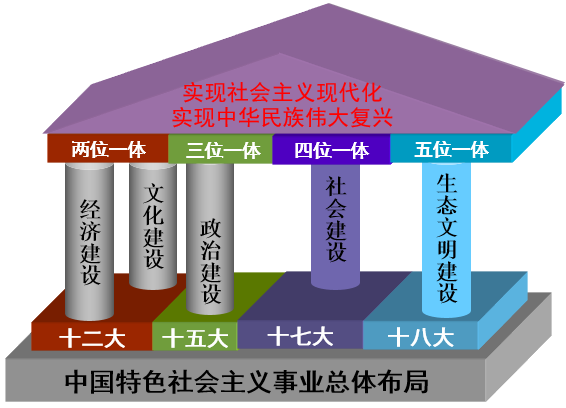 实现社会主义现代化
实现中华民族伟大复兴
两位一体
三位一体
四位一体
五位一体
经济建设
文化建设
政治建设
社会建设
生态文明建设
十二大
十五大
十七大
十八大
中国特色社会主义事业总体布局